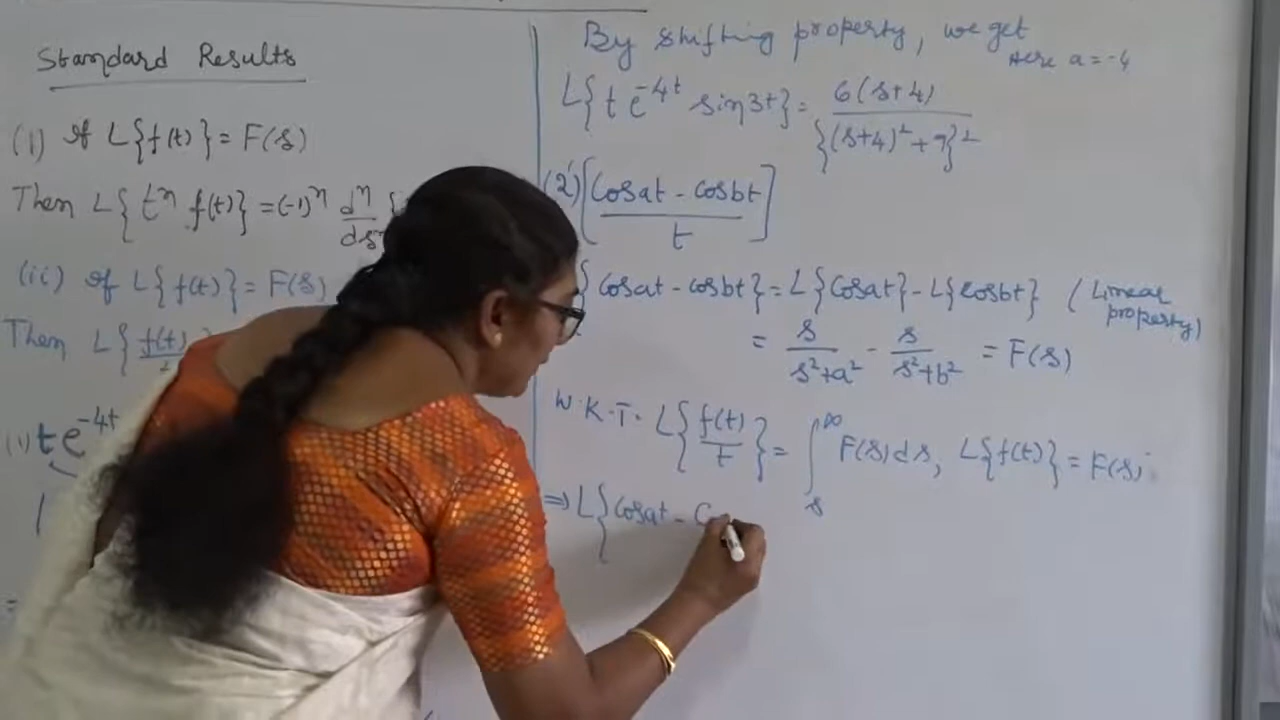 Standard Results
(i) If L{f(t)} = F(s)
Then L{tⁿ f(t)} = (-1)ⁿ dⁿ/ds
(ii) If L{f(t)} = F(s)
Then L{f(t)/
(1) t e^{-4t}
By shifting property, we get
Here a = -4
L{t e^{-4t} sin3t} = 6(s+4)/{(s+4)²+9}²
(2) [Cosat - Cosbt / t]
{Cosat - cosbt} = L{Cosat} - L{Cosbt} (Linear property)
= s/s²+a² - s/s²+b² = F(s)
W.K.T. L{f(t)/t} = ∫_s^∞ F(s)ds, L{f(t)} = F(s)
⇒ L{Cosat - C